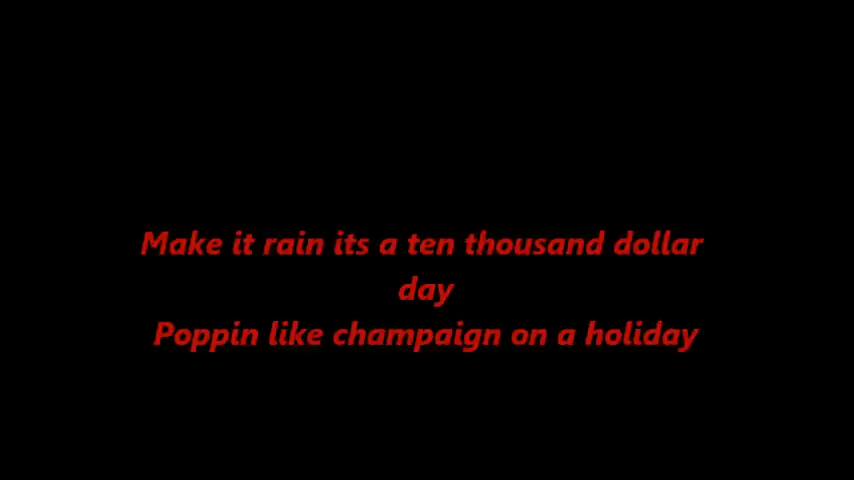 Make it rain its a ten thousand dollar
day
Poppin like champaign on a holiday